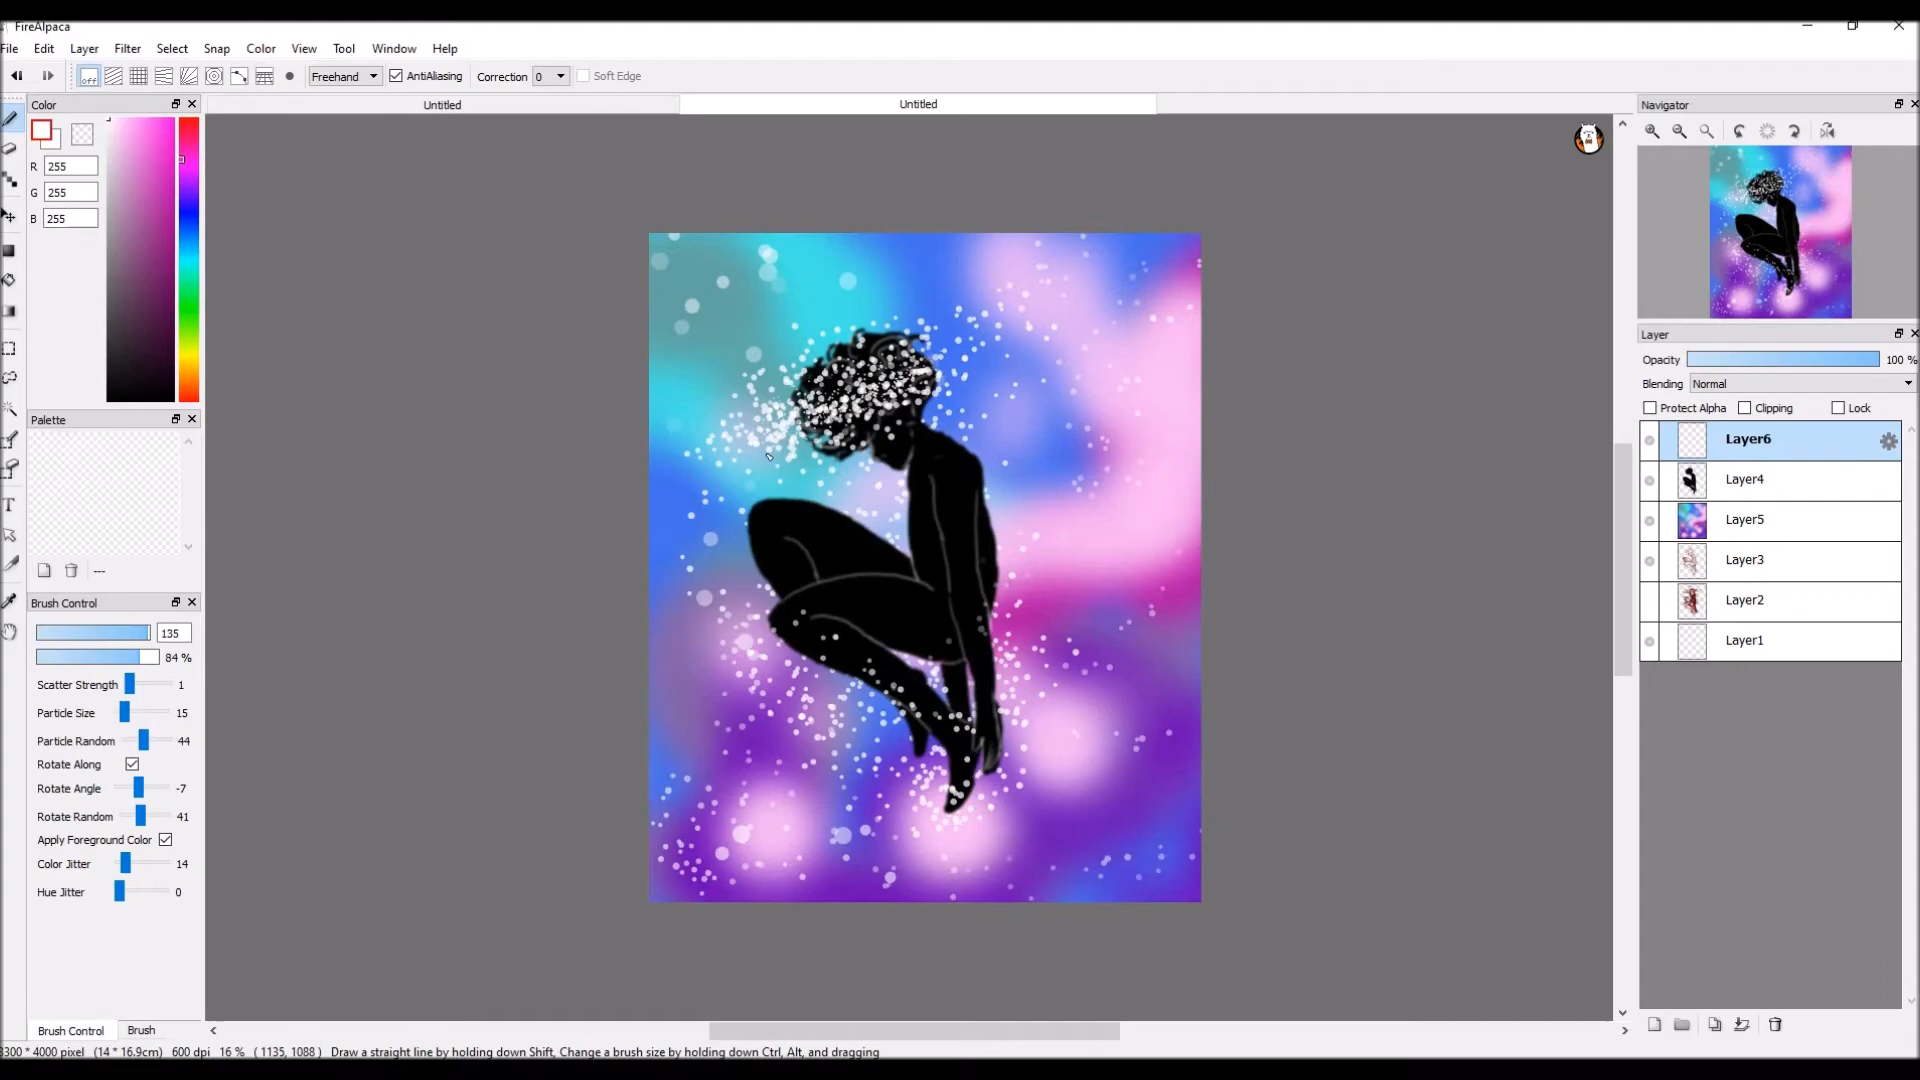 FireAlpaca
File Edit Layer Filter Select Snap Color View Tool Window Help
off Freehand AntiAliasing Correction 0 Soft Edge
Color
Untitled Untitled
Navigator
R 255
G 255
B 255
Layer
Opacity 100 %
Blending Normal
Protect Alpha Clipping Lock
Palette
Layer6
Layer4
Layer5
Layer3
Layer2
Layer1
---
Brush Control
135
84 %
Scatter Strength 1
Particle Size 15
Particle Random 44
Rotate Along
Rotate Angle -7
Rotate Random 41
Apply Foreground Color
Color Jitter 14
Hue Jitter 0
Brush Control Brush
3300 * 4000 pixel (14 * 16.9cm) 600 dpi 16 % ( 1135, 1088 ) Draw a straight line by holding down Shift, Change a brush size by holding down Ctrl, Alt, and dragging